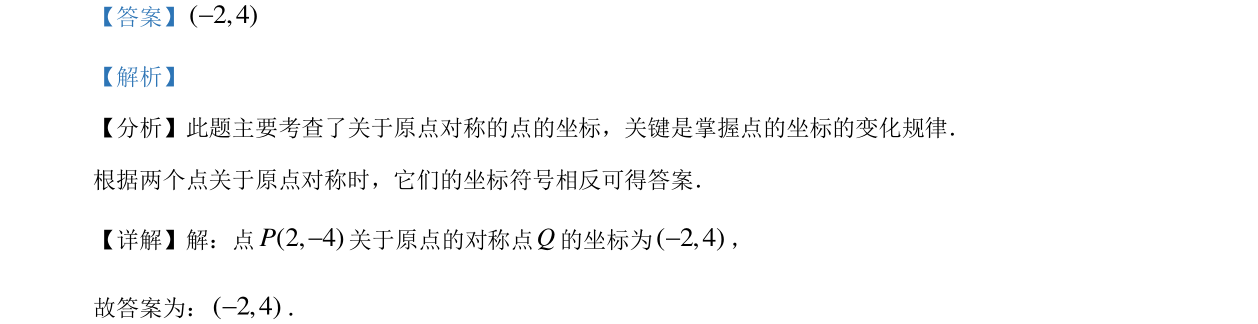 【答案】(−2,4)
【解析】
【分析】此题主要考查了关于原点对称的点的坐标，关键是掌握点的坐标的变化规律．
根据两个点关于原点对称时，它们的坐标符号相反可得答案．
【详解】解：点P(2,−4)关于原点的对称点Q的坐标为(−2,4)，
故答案为：(−2,4)．